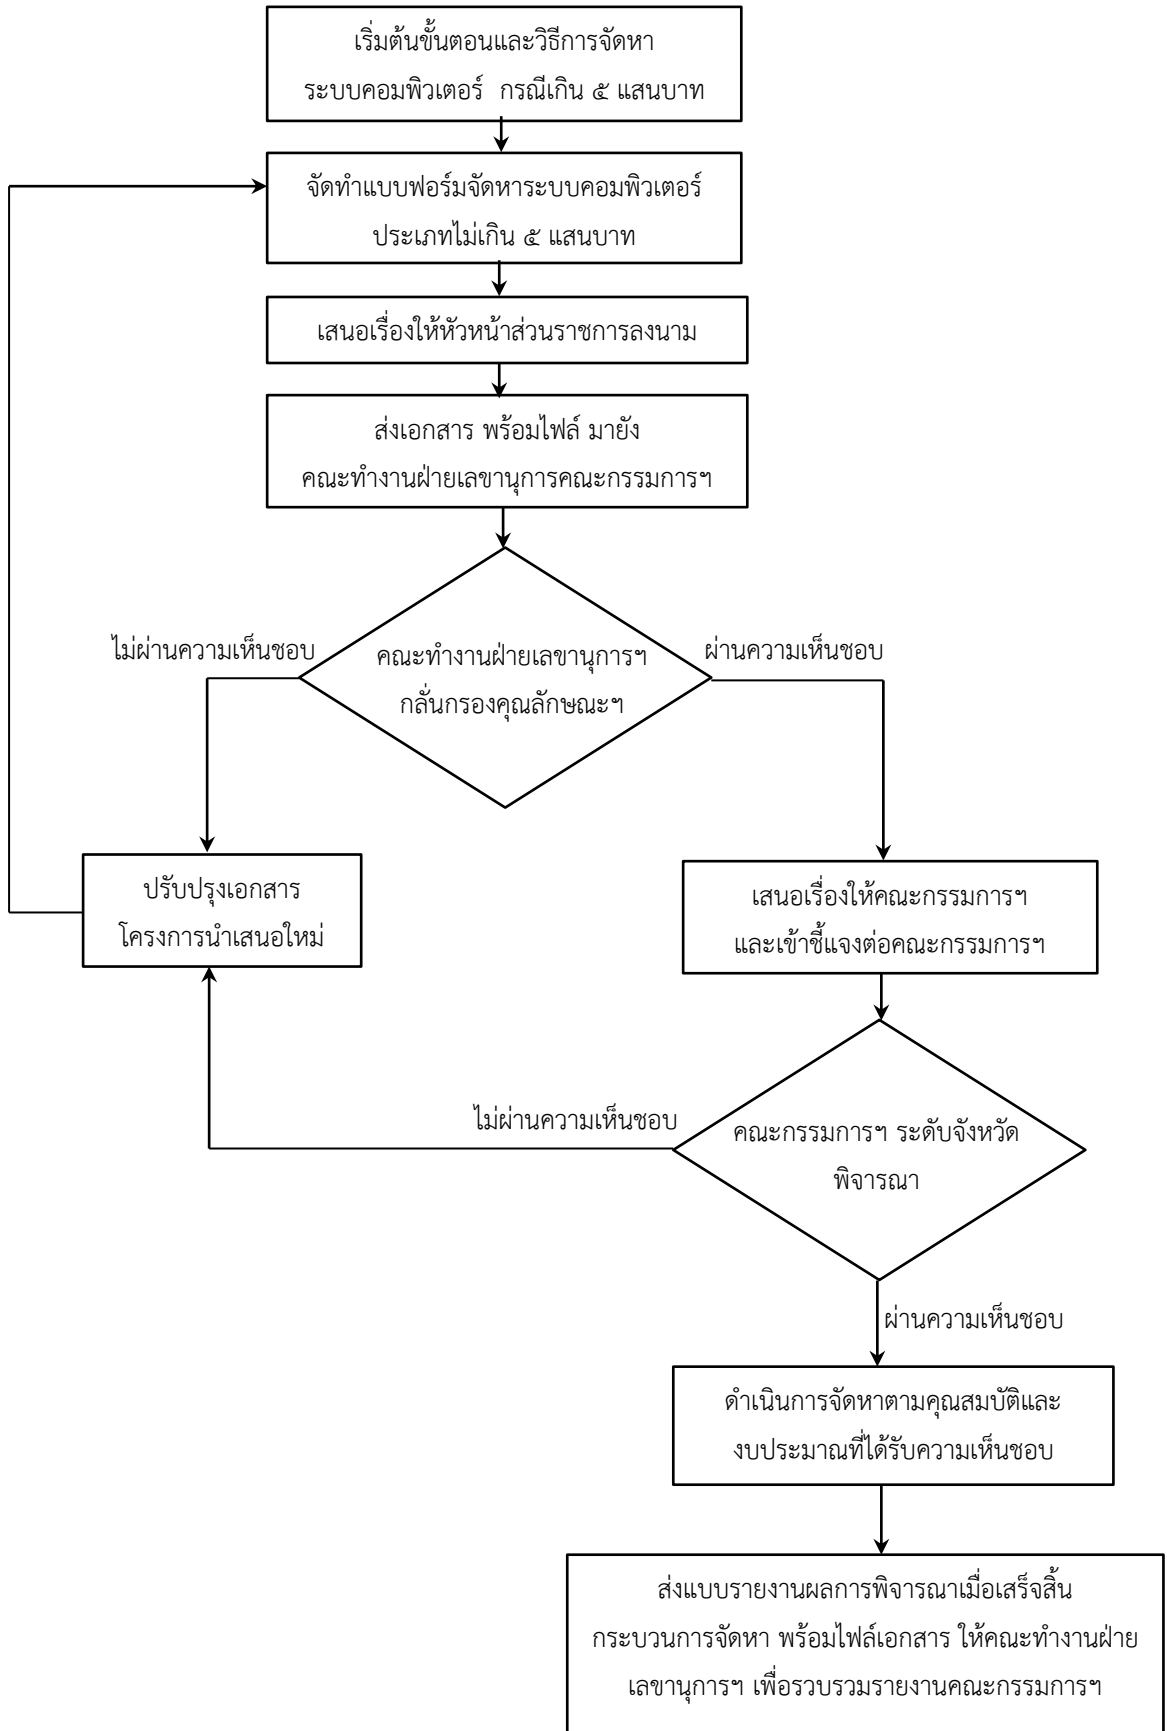 เริ่มต้นขั้นตอนและวิธีการจัดหา
ระบบคอมพิวเตอร์ กรณีเกิน ๕ แสนบาท
จัดทำแบบฟอร์มจัดหาระบบคอมพิวเตอร์
ประเภทไม่เกิน ๕ แสนบาท
เสนอเรื่องให้หัวหน้าส่วนราชการลงนาม
ส่งเอกสาร พร้อมไฟล์ มายัง
คณะทำงานฝ่ายเลขานุการคณะกรรมการฯ
ไม่ผ่านความเห็นชอบ
คณะทำงานฝ่ายเลขานุการฯ
กลั่นกรองคุณลักษณะฯ
ผ่านความเห็นชอบ
ปรับปรุงเอกสาร
โครงการนำเสนอใหม่
เสนอเรื่องให้คณะกรรมการฯ
และเข้าชี้แจงต่อคณะกรรมการฯ
ไม่ผ่านความเห็นชอบ
คณะกรรมการฯ ระดับจังหวัด
พิจารณา
ผ่านความเห็นชอบ
ดำเนินการจัดหาตามคุณสมบัติและ
งบประมาณที่ได้รับความเห็นชอบ
ส่งแบบรายงานผลการพิจารณาเมื่อเสร็จสิ้น
กระบวนการจัดหา พร้อมไฟล์เอกสาร ให้คณะทำงานฝ่าย
เลขานุการฯ เพื่อรวบรวมรายงานคณะกรรมการฯ